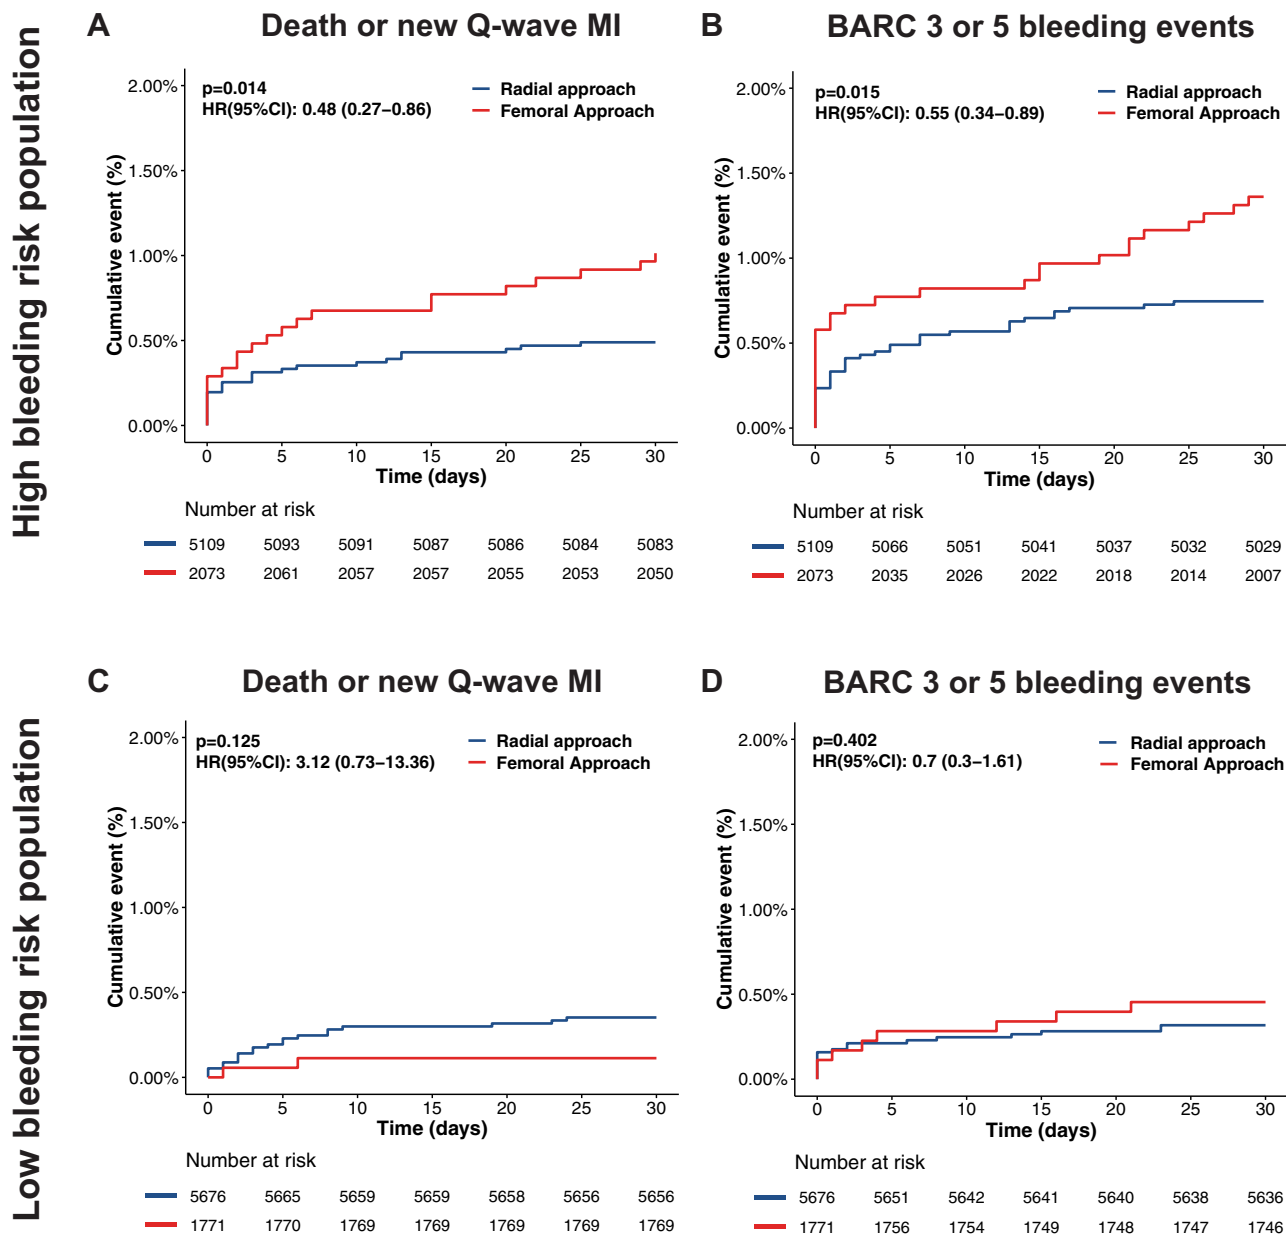 High bleeding risk population
A Death or new Q-wave MI
p=0.014
HR(95%CI): 0.48 (0.27–0.86)
Radial approach
Femoral Approach
Cumulative event (%)
2.00%
1.50%
1.00%
0.50%
0.00%
0 5 10 15 20 25 30
Time (days)
Number at risk
5109 5093 5091 5087 5086 5084 5083
2073 2061 2057 2057 2055 2053 2050
B BARC 3 or 5 bleeding events
p=0.015
HR(95%CI): 0.55 (0.34–0.89)
Radial approach
Femoral Approach
Cumulative event (%)
2.00%
1.50%
1.00%
0.50%
0.00%
0 5 10 15 20 25 30
Time (days)
Number at risk
5109 5066 5051 5041 5037 5032 5029
2073 2035 2026 2022 2018 2014 2007
Low bleeding risk population
C Death or new Q-wave MI
p=0.125
HR(95%CI): 3.12 (0.73–13.36)
Radial approach
Femoral Approach
Cumulative event (%)
2.00%
1.50%
1.00%
0.50%
0.00%
0 5 10 15 20 25 30
Time (days)
Number at risk
5676 5665 5659 5659 5658 5656 5656
1771 1770 1769 1769 1769 1769 1769
D BARC 3 or 5 bleeding events
p=0.402
HR(95%CI): 0.7 (0.3–1.61)
Radial approach
Femoral Approach
Cumulative event (%)
2.00%
1.50%
1.00%
0.50%
0.00%
0 5 10 15 20 25 30
Time (days)
Number at risk
5676 5651 5642 5641 5640 5638 5636
1771 1756 1754 1749 1748 1747 1746